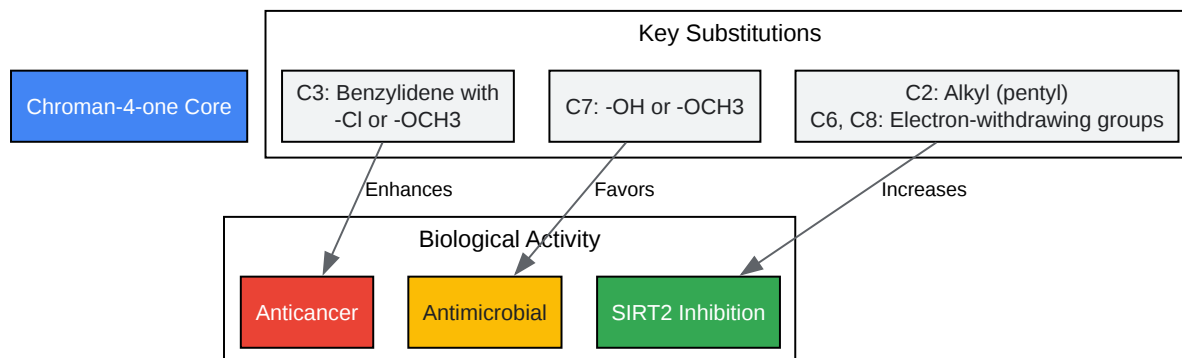 Key Substitutions
Chroman-4-one Core
C3: Benzylidene with
-Cl or -OCH3
C7: -OH or -OCH3
C2: Alkyl (pentyl)
C6, C8: Electron-withdrawing groups
Enhances
Favors
Increases
Biological Activity
Anticancer
Antimicrobial
SIRT2 Inhibition